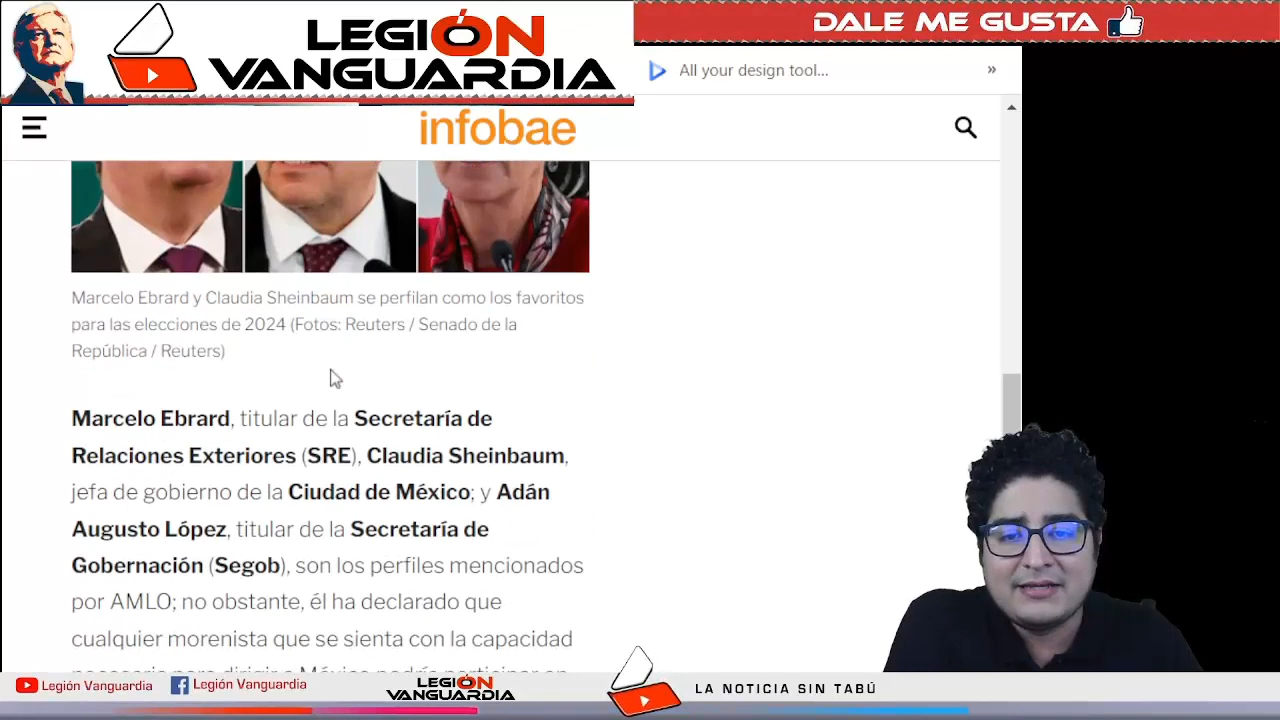 LEGIÓN
VANGUARDIA
DALE ME GUSTA
All your design tool...
»
infobae
Marcelo Ebrard y Claudia Sheinbaum se perfilan como los favoritos
para las elecciones de 2024 (Fotos: Reuters / Senado de la
República / Reuters)
Marcelo Ebrard, titular de la Secretaría de
Relaciones Exteriores (SRE), Claudia Sheinbaum,
jefa de gobierno de la Ciudad de México; y Adán
Augusto López, titular de la Secretaría de
Gobernación (Segob), son los perfiles mencionados
por AMLO; no obstante, él ha declarado que
cualquier morenista que se sienta con la capacidad
Legión Vanguardia
Legión Vanguardia
LEGIÓN
VANGUARDIA
LA NOTICIA SIN TABÚ